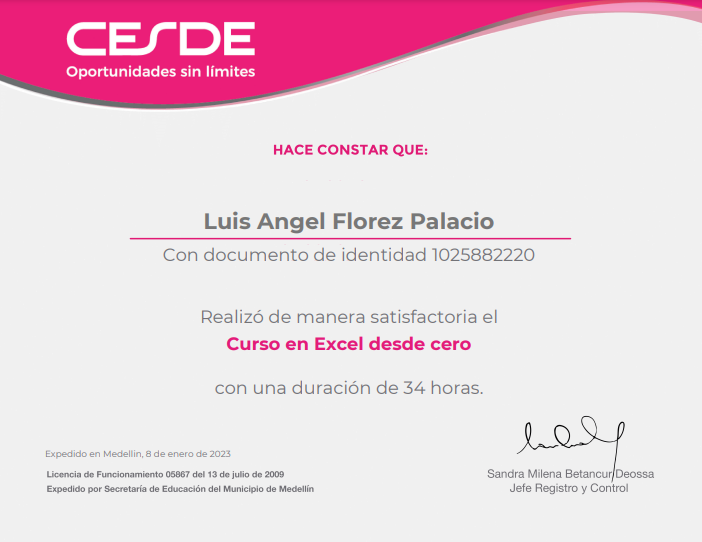 CESDE
Oportunidades sin límites
HACE CONSTAR QUE:
Luis Angel Florez Palacio
Con documento de identidad 1025882220
Realizó de manera satisfactoria el
Curso en Excel desde cero
con una duración de 34 horas.
Expedido en Medellin, 8 de enero de 2023
Licencia de Funcionamiento 05867 del 13 de julio de 2009
Expedido por Secretaría de Educación del Municipio de Medellín
Sandra Milena Betancur Deossa
Jefe Registro y Control